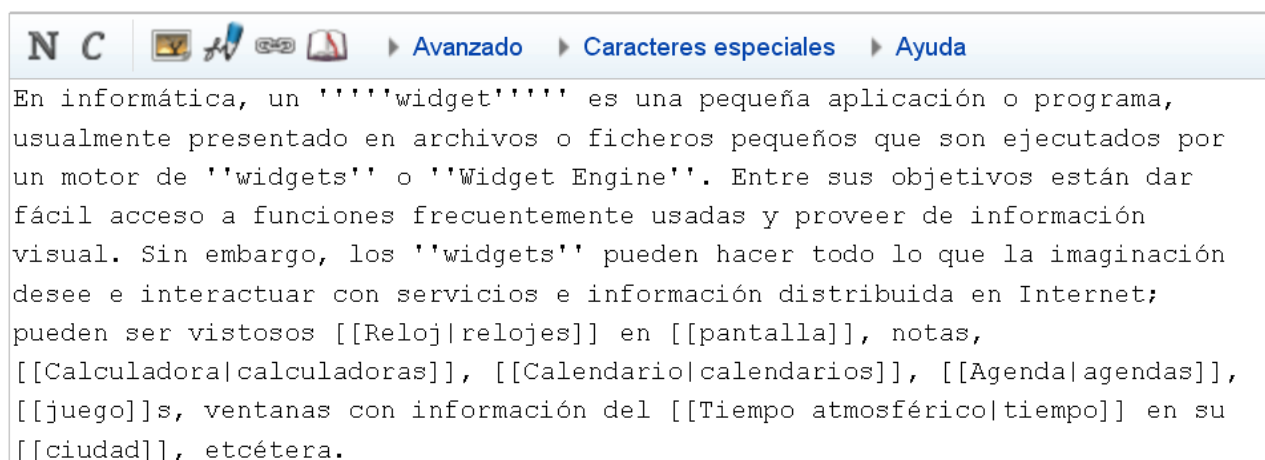 N C Avanzado Caracteres especiales Ayuda
En informática, un '''''widget''''' es una pequeña aplicación o programa,
usualmente presentado en archivos o ficheros pequeños que son ejecutados por
un motor de ''widgets'' o ''Widget Engine''. Entre sus objetivos están dar
fácil acceso a funciones frecuentemente usadas y proveer de información
visual. Sin embargo, los ''widgets'' pueden hacer todo lo que la imaginación
desee e interactuar con servicios e información distribuida en Internet;
pueden ser vistosos [[Reloj|relojes]] en [[pantalla]], notas,
[[Calculadora|calculadoras]], [[Calendario|calendarios]], [[Agenda|agendas]],
[[juego]]s, ventanas con información del [[Tiempo atmosférico|tiempo]] en su
[[ciudad]], etcétera.